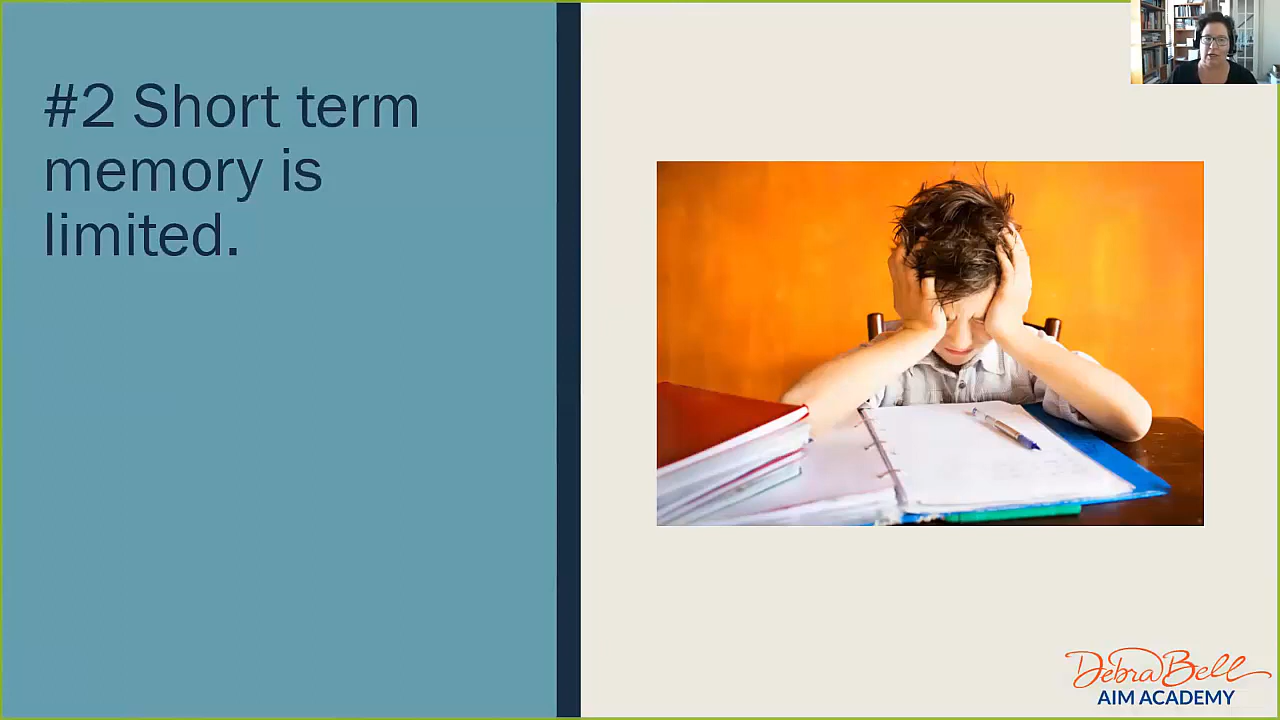 #2 Short term
memory is
limited.
Debra Bell
AIM ACADEMY